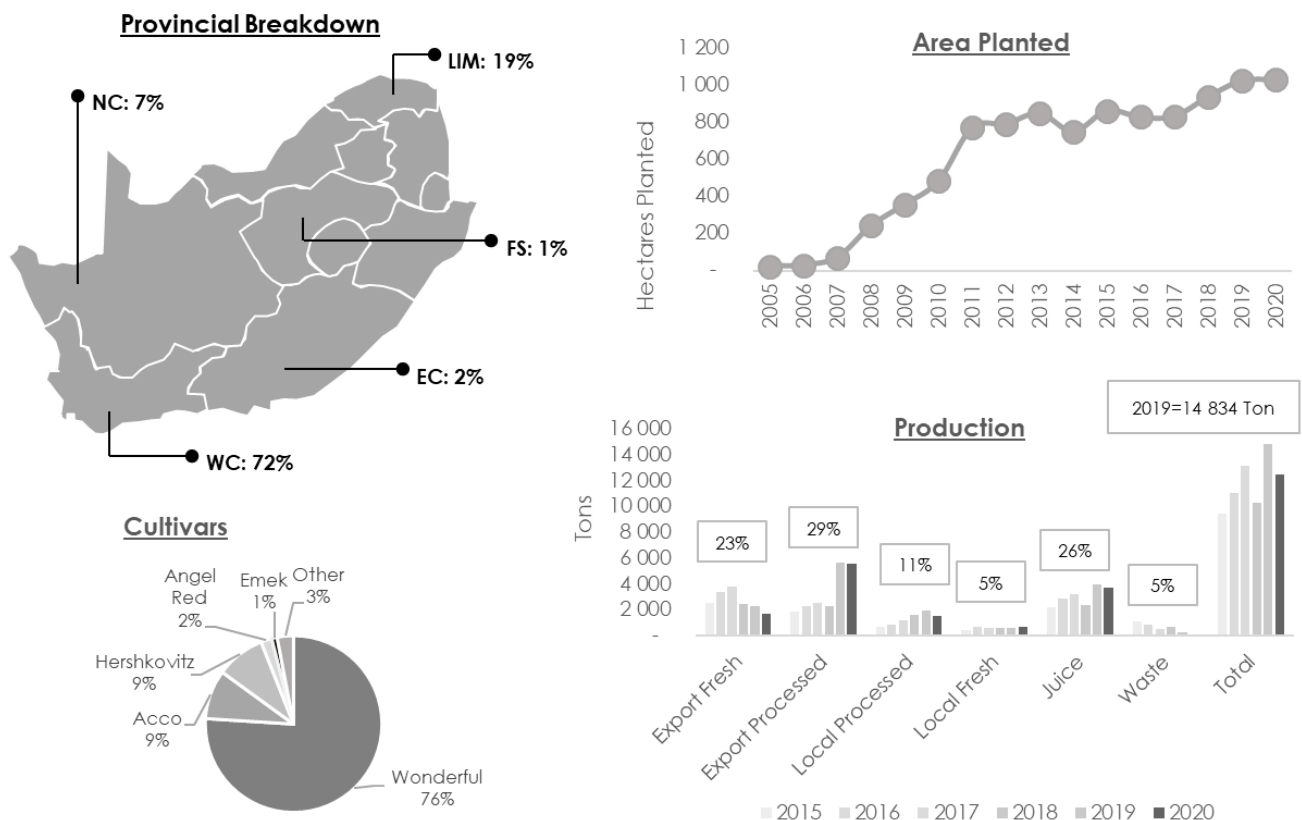 Provincial Breakdown
LIM: 19%
NC: 7%
FS: 1%
EC: 2%
WC: 72%
Cultivars
Angel
Red
2%
Emek
1%
Other
3%
Hershkovitz
9%
Acco
9%
Wonderful
76%
Area Planted
Hectares Planted
1 200
1 000
800
600
400
200
-
2005
2006
2007
2008
2009
2010
2011
2012
2013
2014
2015
2016
2017
2018
2019
2020
Production
2019=14 834 Ton
Tons
16 000
14 000
12 000
10 000
8 000
6 000
4 000
2 000
-
23%
29%
11%
5%
26%
5%
Export Fresh
Export Processed
Local Processed
Local Fresh
Juice
Waste
Total
2015 2016 2017 2018 2019 2020